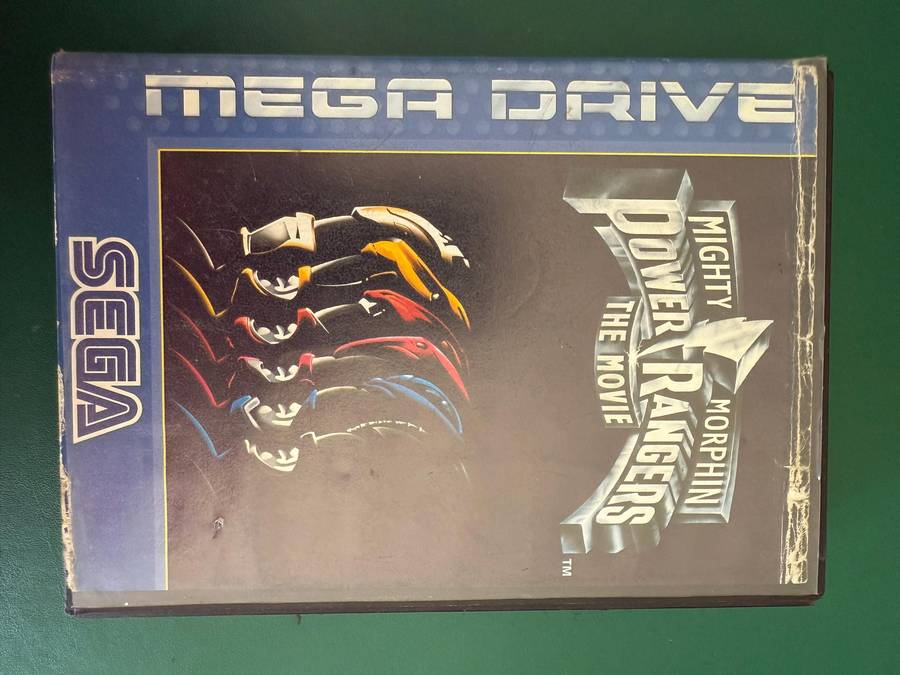 MEGA DRIVE
MIGHTY MORPHIN
POWER RANGERS
THE MOVIE
TM
SEGA